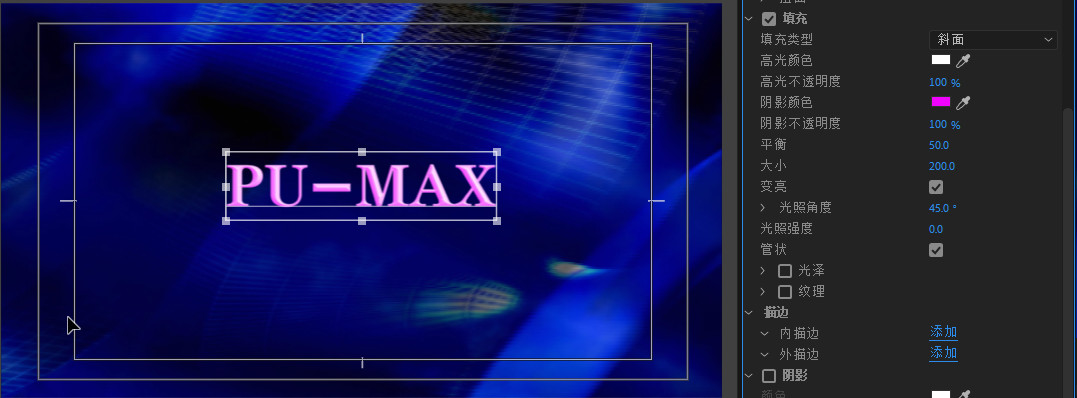 PU-MAX
填充
填充类型 斜面
高光颜色
高光不透明度 100 %
阴影颜色
阴影不透明度 100 %
平衡 50.0
大小 200.0
变亮
光照角度 45.0 °
光照强度 0.0
管状
光泽
纹理
描边
内描边 添加
外描边 添加
阴影
颜色